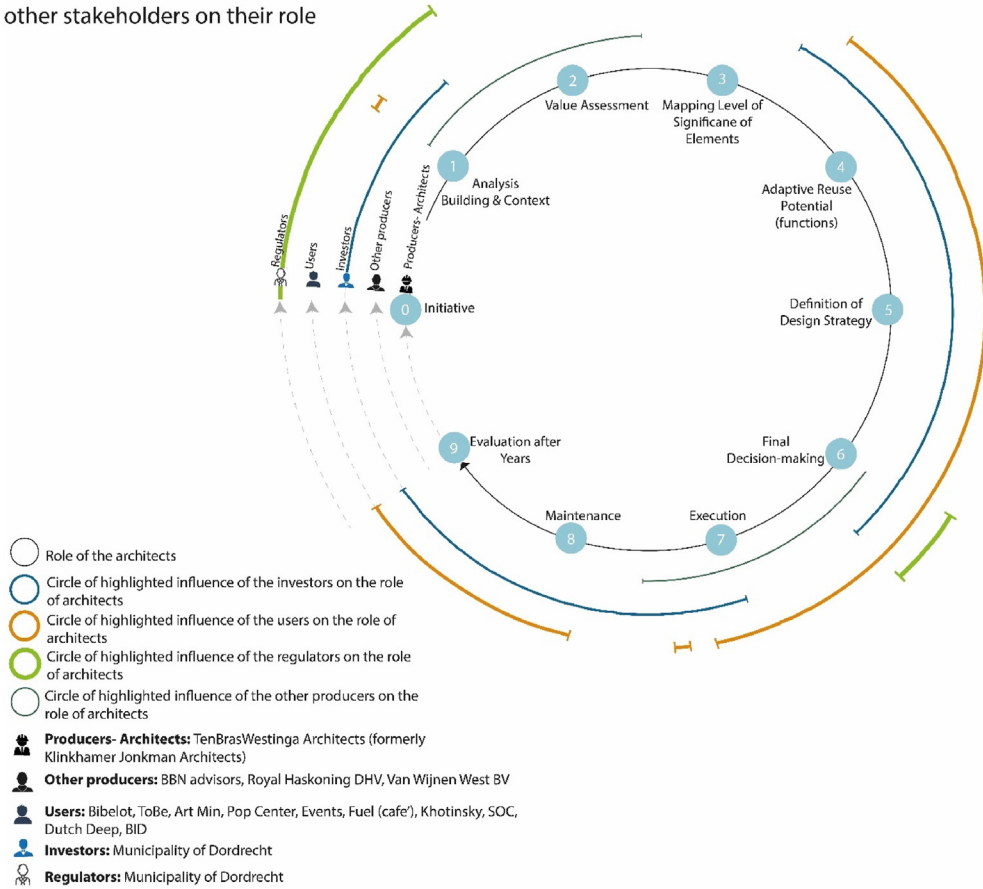 other stakeholders on their role
2
Value Assessment
3
Mapping Level of
Significane of
Elements
1
Analysis
Building & Context
4
Adaptive Reuse
Potential
(functions)
Regulators
Users
Investors
Other producers
Producers- Architects
0
Initiative
Definition of
Design Strategy
5
9
Evaluation after
Years
Final
Decision-making
6
Maintenance
8
Execution
7
Role of the architects
Circle of highlighted influence of the investors on the role
of architects
Circle of highlighted influence of the users on the role of
architects
Circle of highlighted influence of the regulators on the role
of architects
Circle of highlighted influence of the other producers on the
role of architects
Producers- Architects: TenBrasWestinga Architects (formerly
Klinkhamer Jonkman Architects)
Other producers: BBN advisors, Royal Haskoning DHV, Van Wijnen West BV
Users: Bibelot, ToBe, Art Min, Pop Center, Events, Fuel (cafe’), Khotinsky, SOC,
Dutch Deep, BID
Investors: Municipality of Dordrecht
Regulators: Municipality of Dordrecht